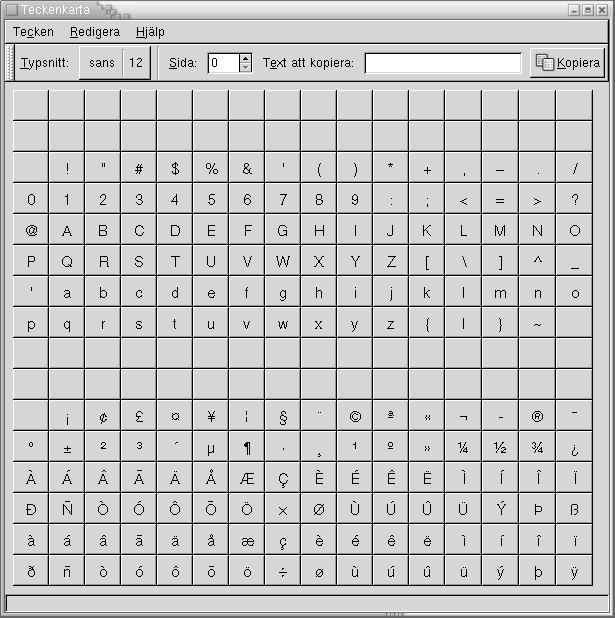 Teckenkarta
Tecken Redigera Hjälp
Typsnitt: sans 12 Sida: 0 Text att kopiera: Kopiera
! " # $ % & ' ( ) * + , – . /
0 1 2 3 4 5 6 7 8 9 : ; < = > ?
@ A B C D E F G H I J K L M N O
P Q R S T U V W X Y Z [ \ ] ^ _
' a b c d e f g h i j k l m n o
p q r s t u v w x y z { | } ~
¡ ¢ £ ¤ ¥ ¦ § ¨ © ª « ¬ - ® ¯
° ± ² ³ ´ µ ¶ · ¸ ¹ º » ¼ ½ ¾ ¿
À Á Â Ã Ä Å Æ Ç È É Ê Ë Ì Í Î Ï
Ð Ñ Ò Ó Ô Õ Ö × Ø Ù Ú Û Ü Ý Þ ß
à á â ã ä å æ ç è é ê ë ì í î ï
ð ñ ò ó ô õ ö ÷ ø ù ú û ü ý þ ÿ